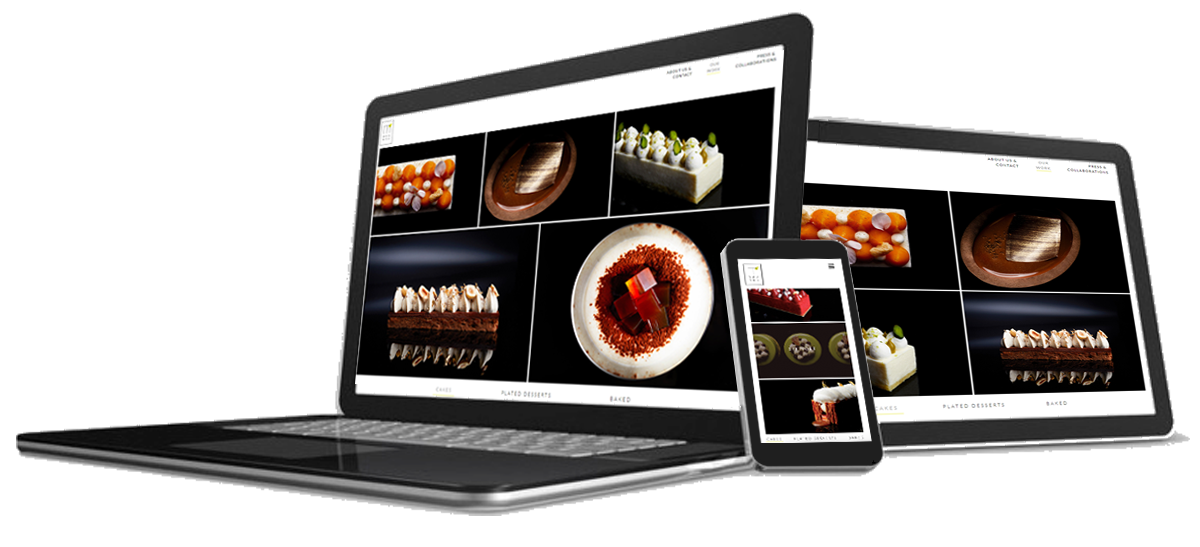 ABOUT US &
CONTACT
OUR
WORK
PRESS &
COLLABORATIONS
CAKES
PLATED DESSERTS
BAKED
ABOUT US &
CONTACT
OUR
WORK
PRESS &
COLLABORATIONS
CAKES
PLATED DESSERTS
BAKED
CAKES
PLATED DESSERTS
BAKED